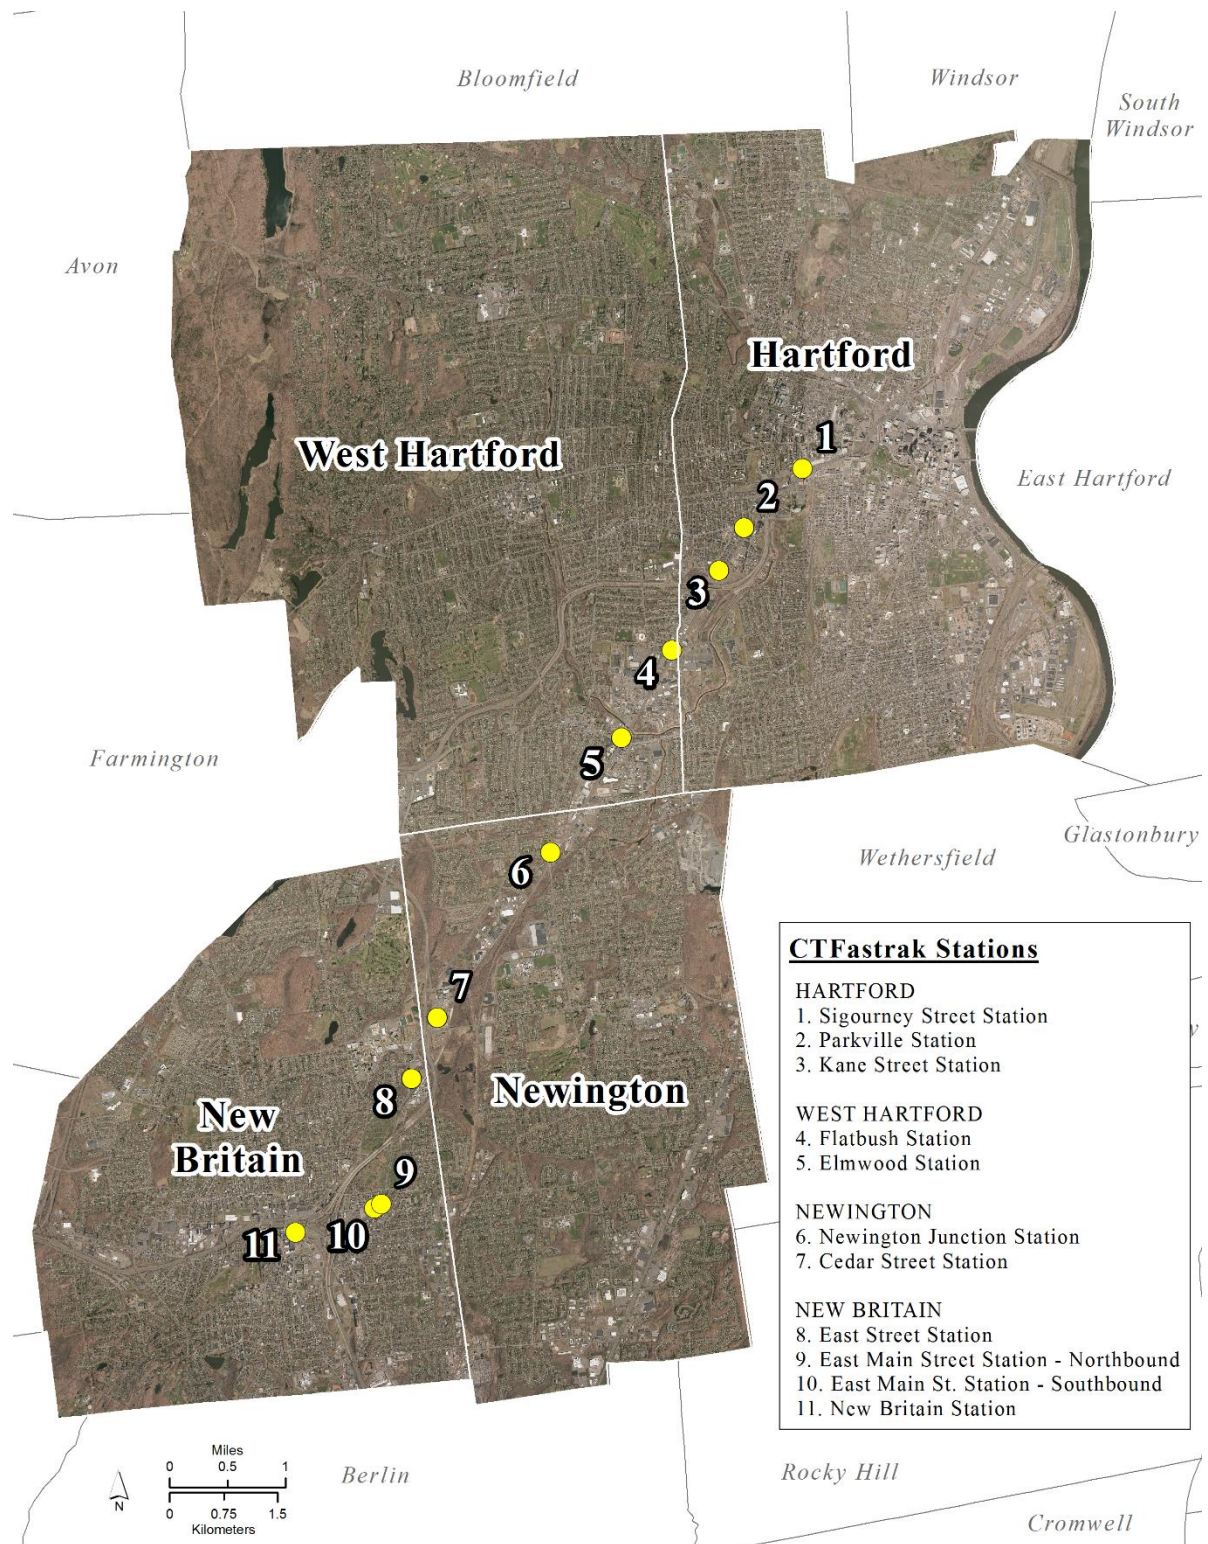 Bloomfield
Windsor
South
Windsor
Avon
Hartford
West Hartford
1
East Hartford
2
3
4
5
Farmington
Glastonbury
Wethersfield
6
7
Newington
8
New
Britain
9
10
11
CTFastrak Stations
HARTFORD
1. Sigourney Street Station
2. Parkville Station
3. Kane Street Station
WEST HARTFORD
4. Flatbush Station
5. Elmwood Station
NEWINGTON
6. Newington Junction Station
7. Cedar Street Station
NEW BRITAIN
8. East Street Station
9. East Main Street Station - Northbound
10. East Main St. Station - Southbound
11. New Britain Station
y
Miles
0 0.5 1
0 0.75 1.5
Kilometers
N
Berlin
Rocky Hill
Cromwell